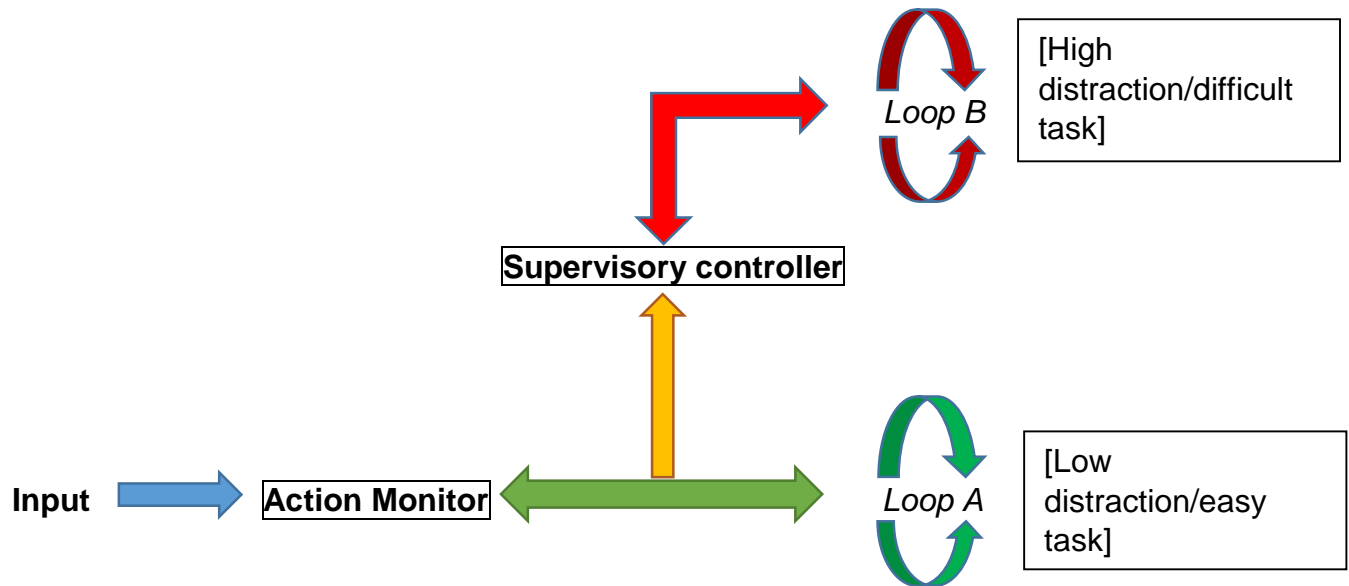 [High
distraction/difficult
task]
Loop B
Supervisory controller
Input
Action Monitor
Loop A
[Low
distraction/easy
task]